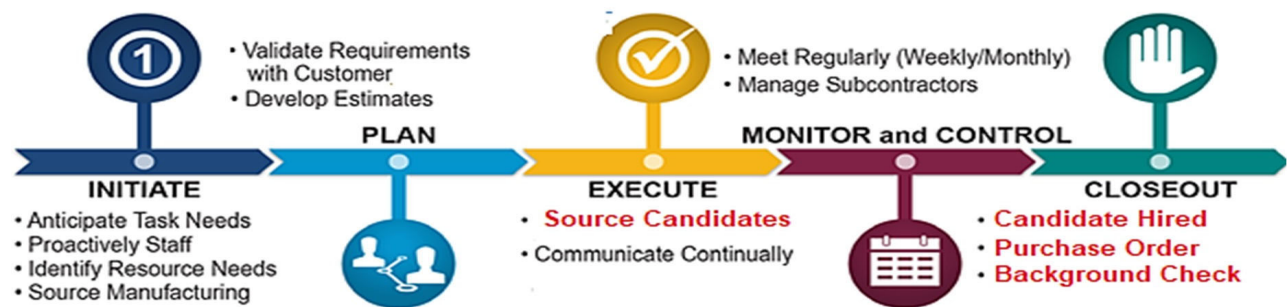 1
• Validate Requirements
with Customer
• Develop Estimates
• Meet Regularly (Weekly/Monthly)
• Manage Subcontractors
PLAN
MONITOR and CONTROL
INITIATE
• Anticipate Task Needs
• Proactively Staff
• Identify Resource Needs
• Source Manufacturing
EXECUTE
• Source Candidates
• Communicate Continually
CLOSEOUT
• Candidate Hired
• Purchase Order
• Background Check